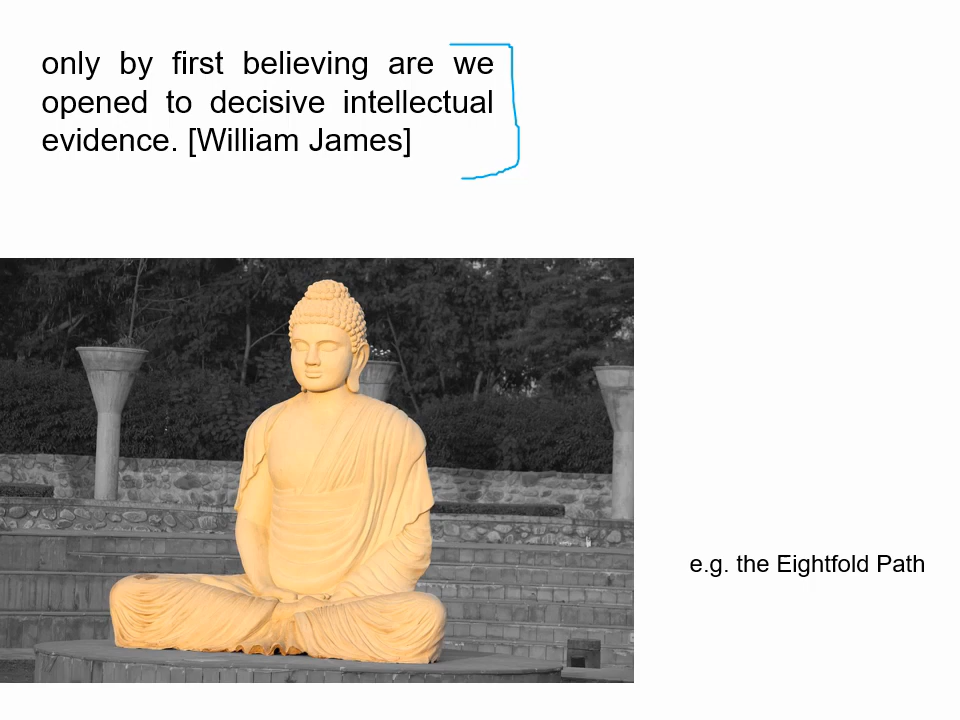 only by first believing are we
opened to decisive intellectual
evidence. [William James]
e.g. the Eightfold Path